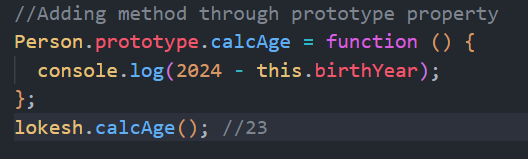 //Adding method through prototype property
Person.prototype.calcAge = function () {
  console.log(2024 - this.birthYear);
};
lokesh.calcAge(); //23